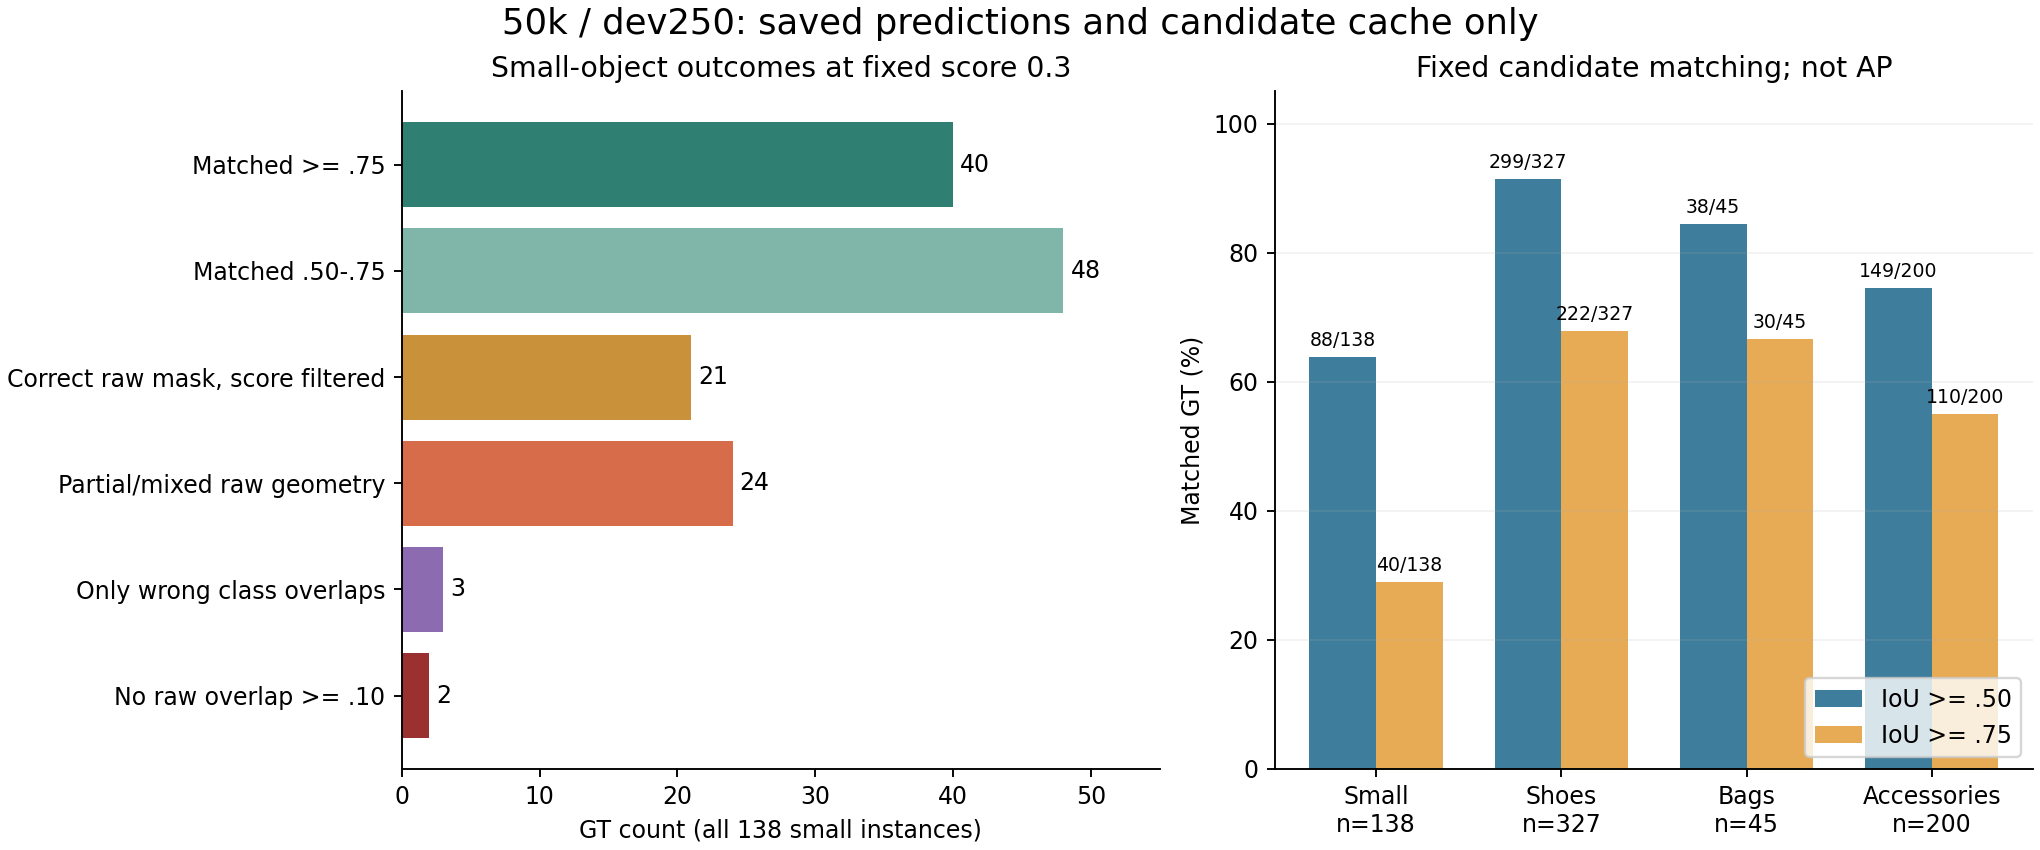 50k / dev250: saved predictions and candidate cache only
Small-object outcomes at fixed score 0.3
Matched >= .75
40
Matched .50-.75
48
Correct raw mask, score filtered
21
Partial/mixed raw geometry
24
Only wrong class overlaps
3
No raw overlap >= .10
2
0 10 20 30 40 50
GT count (all 138 small instances)
Fixed candidate matching; not AP
Matched GT (%)
100
80
60
40
20
0
88/138
40/138
299/327
222/327
38/45
30/45
149/200
110/200
IoU >= .50
IoU >= .75
Small
n=138
Shoes
n=327
Bags
n=45
Accessories
n=200